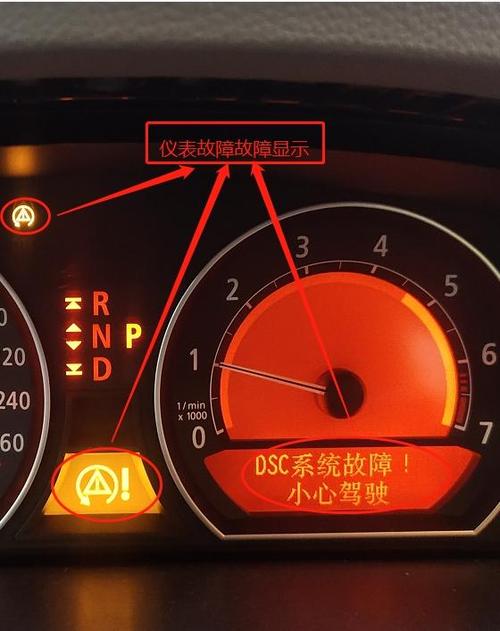 仪表故障故障显示
R
N P
D
0
20
240
60
0 1 2 3 4 5 6 7
1/min
x 1000
!
DSC系统故障！
小心驾驶